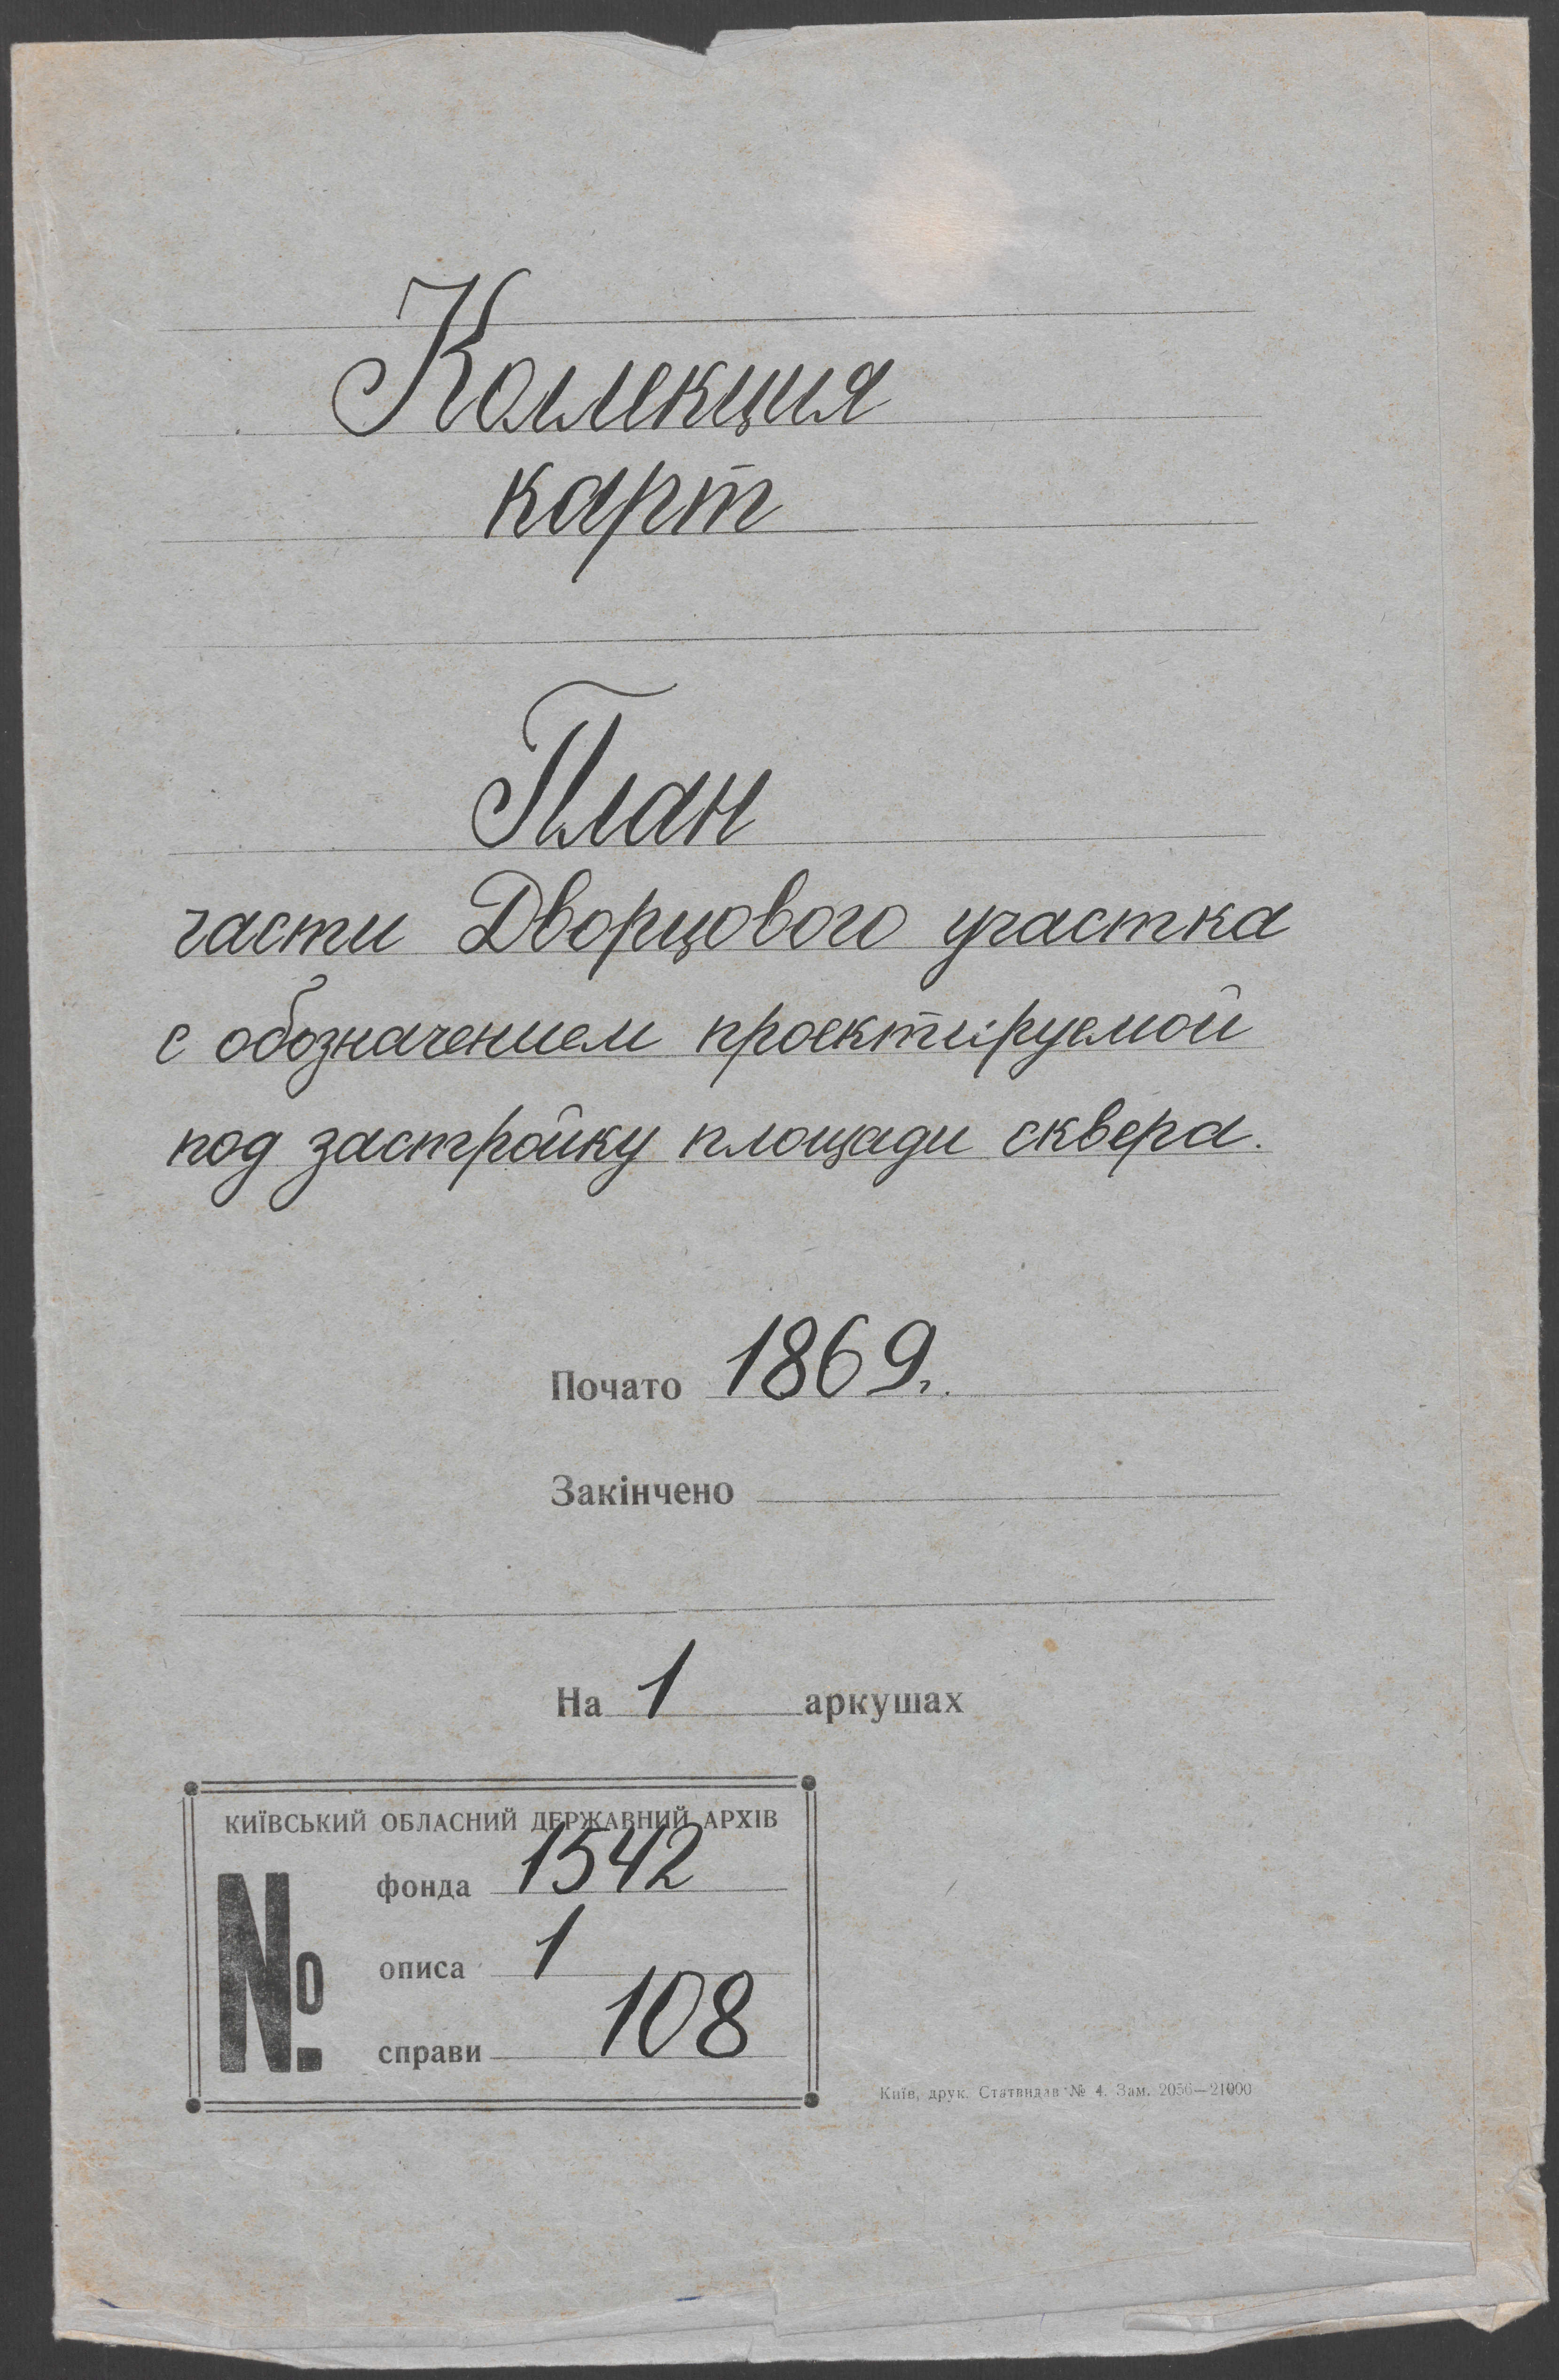 Коллекция
карт
План
части Дворцового участка
с обозначением проектируемой
под застройку площади сквера.
Почато 1869г.
Закінчено
На 1 аркушах
КИЇВСЬКИЙ ОБЛАСНИЙ ДЕРЖАВНИЙ АРХІВ
№
фонда 1542
описа 1
справи 108
Київ, друк. Статвидав № 4. Зам. 2056—21000